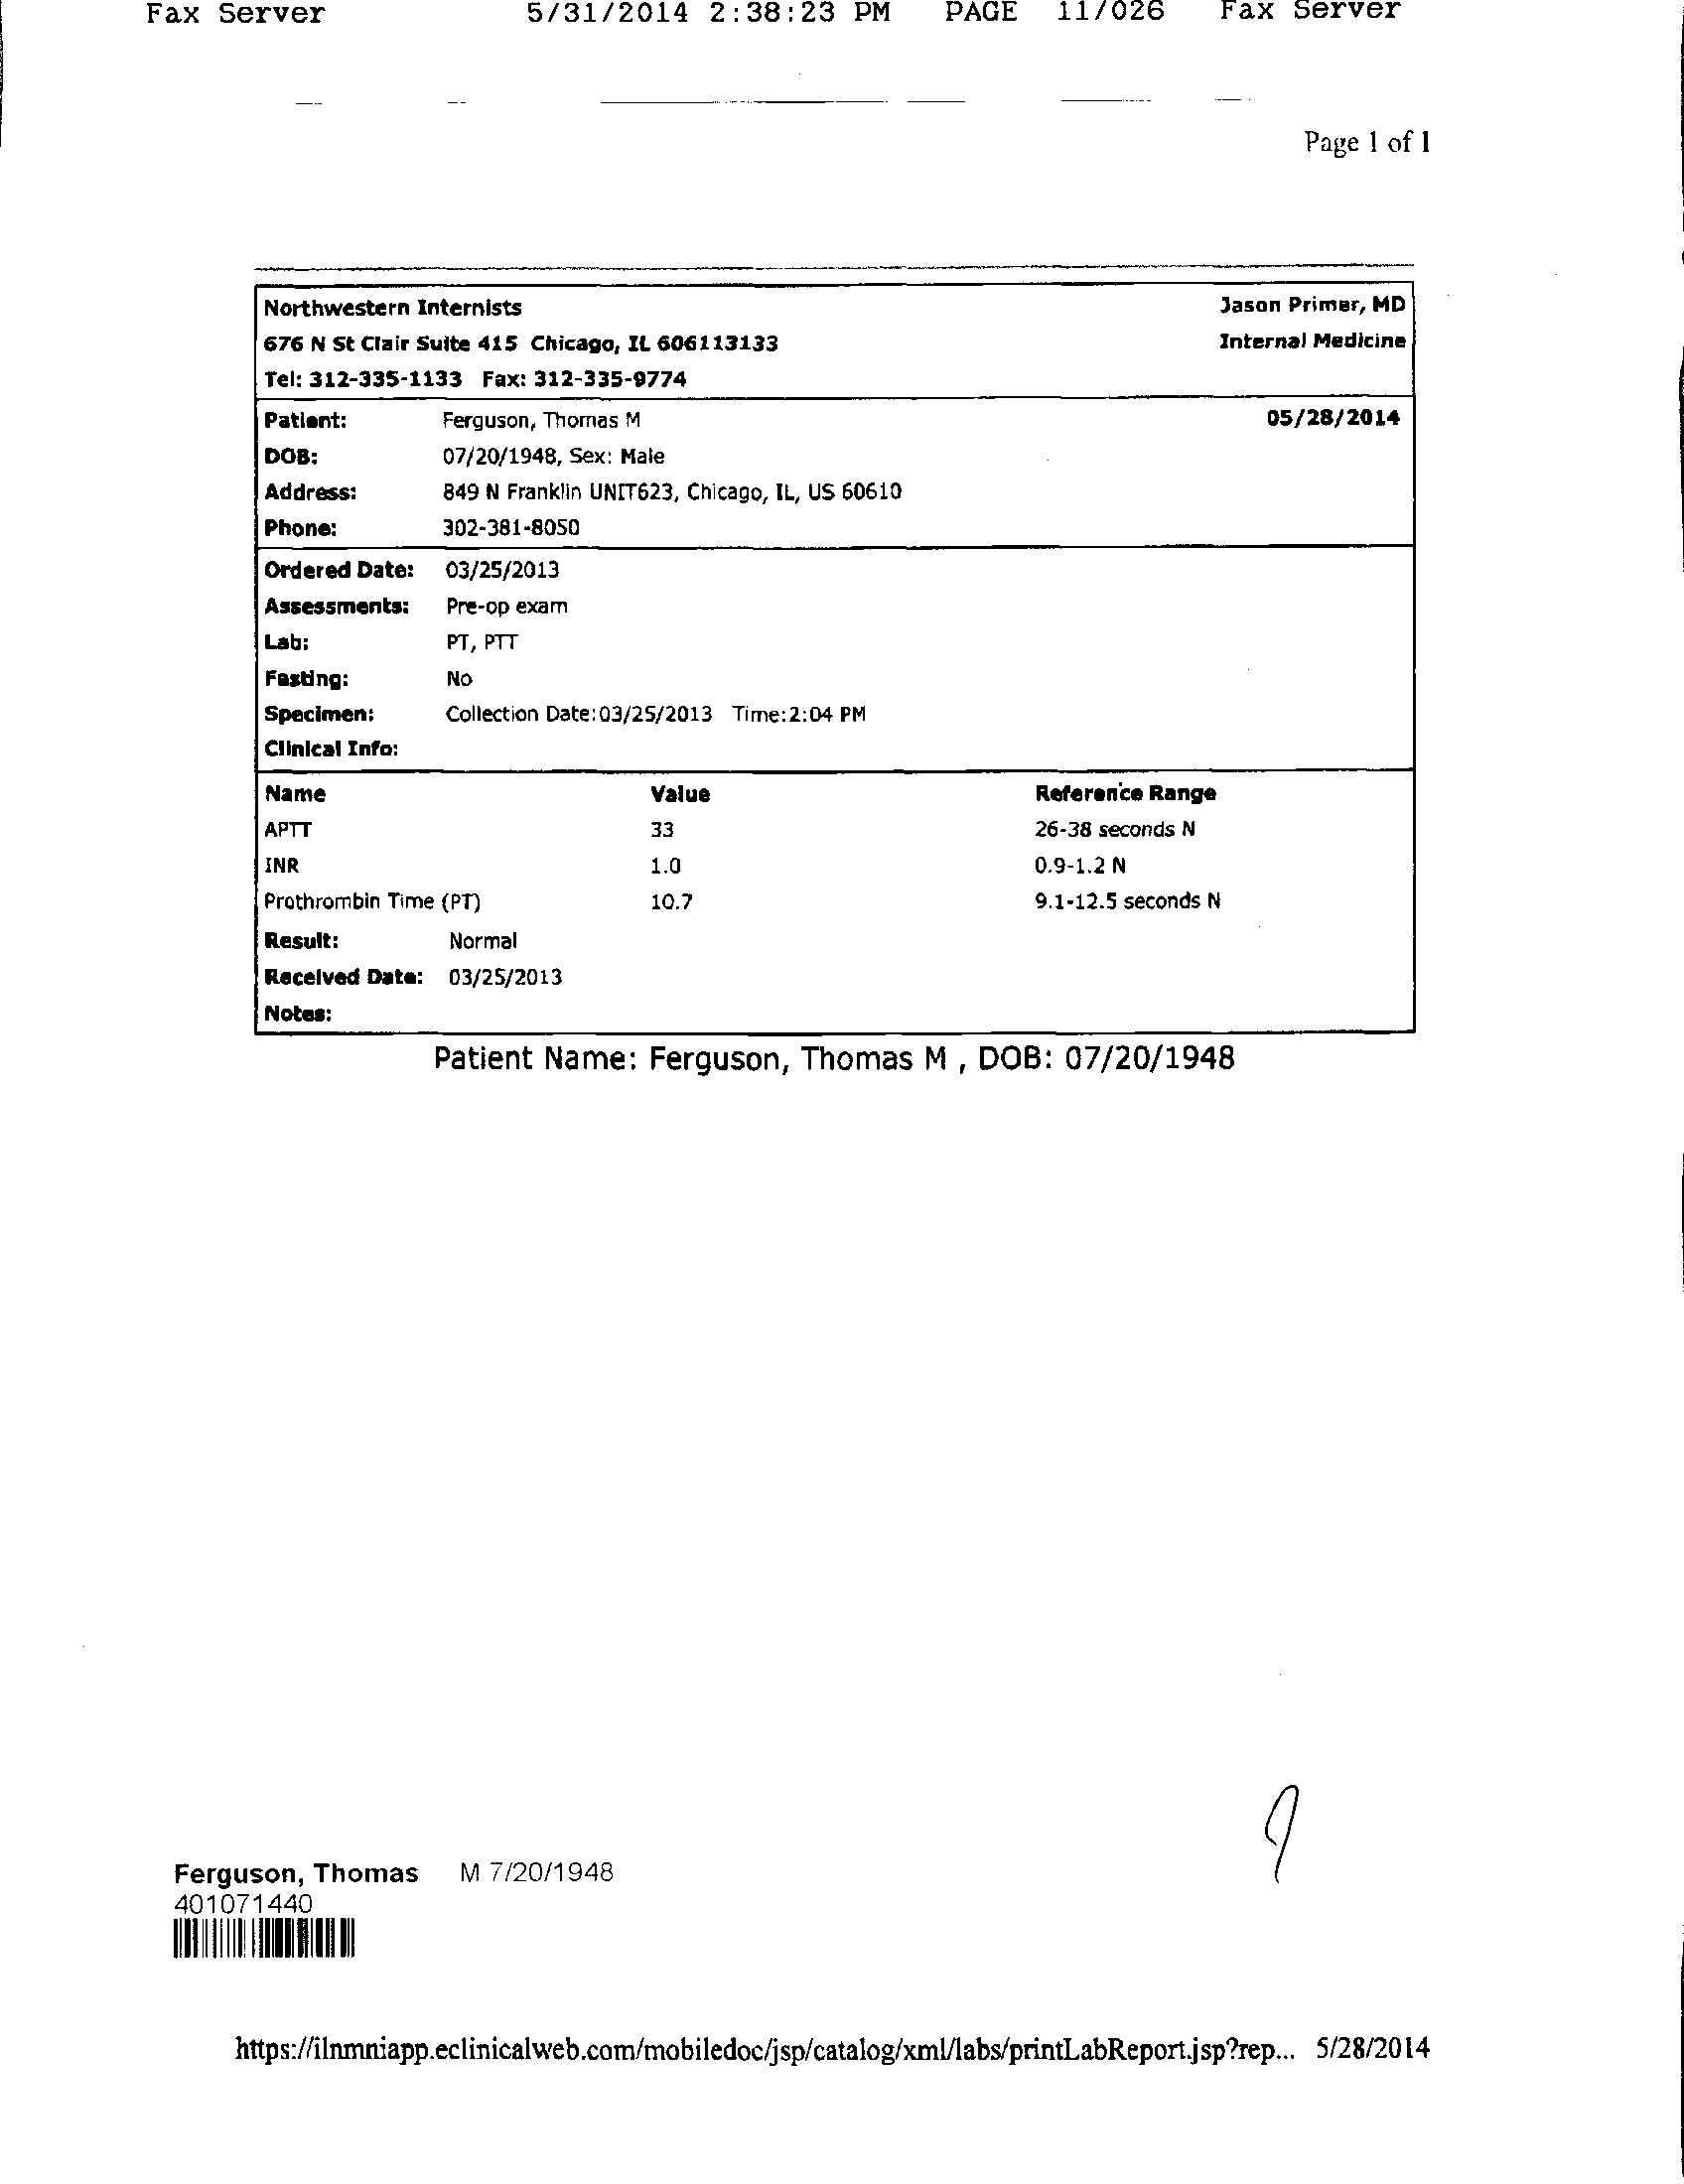 Fax Server 5/31/2014 2:38:23 PM PAGE 11/026 Fax Server
Page 1 of 1
Northwestern Internists Jason Primer, MD
676 N St Clair Suite 415 Chicago, IL 606113133 Internal Medicine
Tel: 312-335-1133 Fax: 312-335-9774
Patient: Ferguson, Thomas M 05/28/2014
DOB: 07/20/1948, Sex: Male
Address: 849 N Franklin UNIT623, Chicago, IL, US 60610
Phone: 302-381-8050
Ordered Date: 03/25/2013
Assessments: Pre-op exam
Lab: PT, PTT
Fasting: No
Specimen: Collection Date:03/25/2013 Time:2:04 PM
Clinical Info:
Name Value Reference Range
APTT 33 26-38 seconds N
INR 1.0 0.9-1.2 N
Prothrombin Time (PT) 10.7 9.1-12.5 seconds N
Result: Normal
Received Date: 03/25/2013
Notes:
Patient Name: Ferguson, Thomas M , DOB: 07/20/1948
Ferguson, Thomas M 7/20/1948
401071440
https://ilnmniapp.eclinicalweb.com/mobiledoc/jsp/catalog/xml/labs/printLabReport.jsp?rep... 5/28/2014